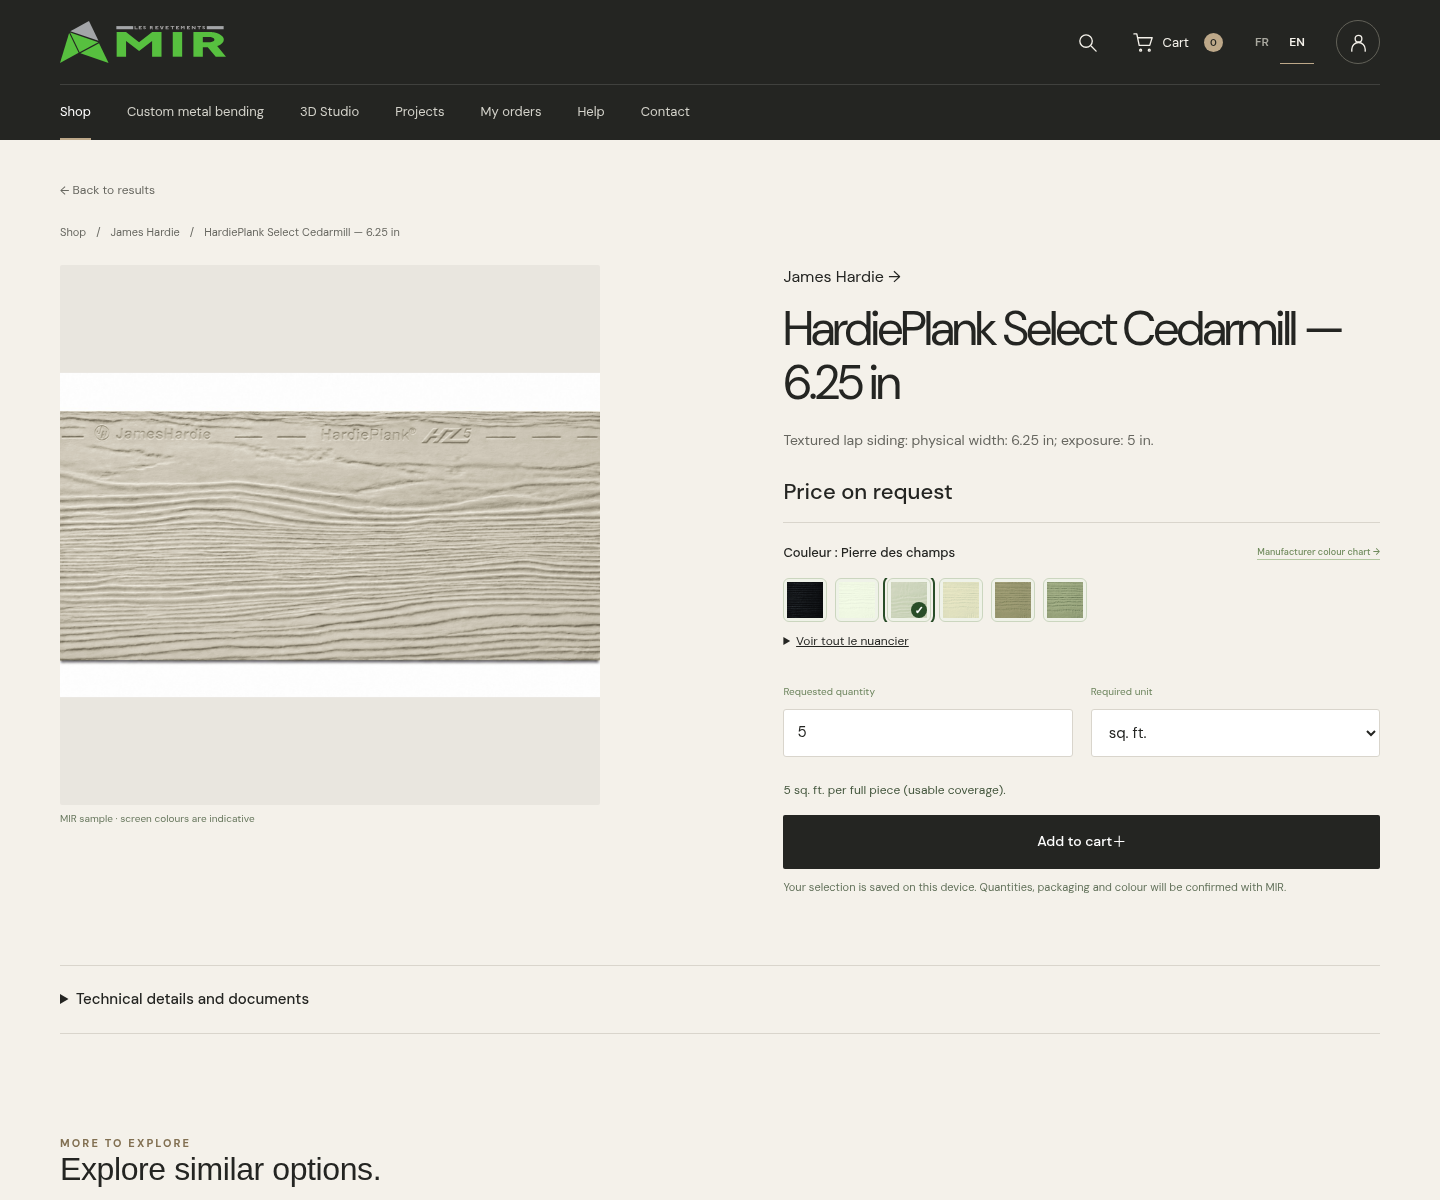 LES REVETEMENTS
MIR
Cart 0
FR EN
Shop Custom metal bending 3D Studio Projects My orders Help Contact
← Back to results
Shop / James Hardie / HardiePlank Select Cedarmill — 6.25 in
JamesHardie HardiePlank® HZ5
MIR sample · screen colours are indicative
James Hardie →
HardiePlank Select Cedarmill —
6.25 in
Textured lap siding: physical width: 6.25 in; exposure: 5 in.
Price on request
Couleur : Pierre des champs
Manufacturer colour chart →
Voir tout le nuancier
Requested quantity Required unit
5 sq. ft.
5 sq. ft. per full piece (usable coverage).
Add to cart+
Your selection is saved on this device. Quantities, packaging and colour will be confirmed with MIR.
Technical details and documents
MORE TO EXPLORE
Explore similar options.